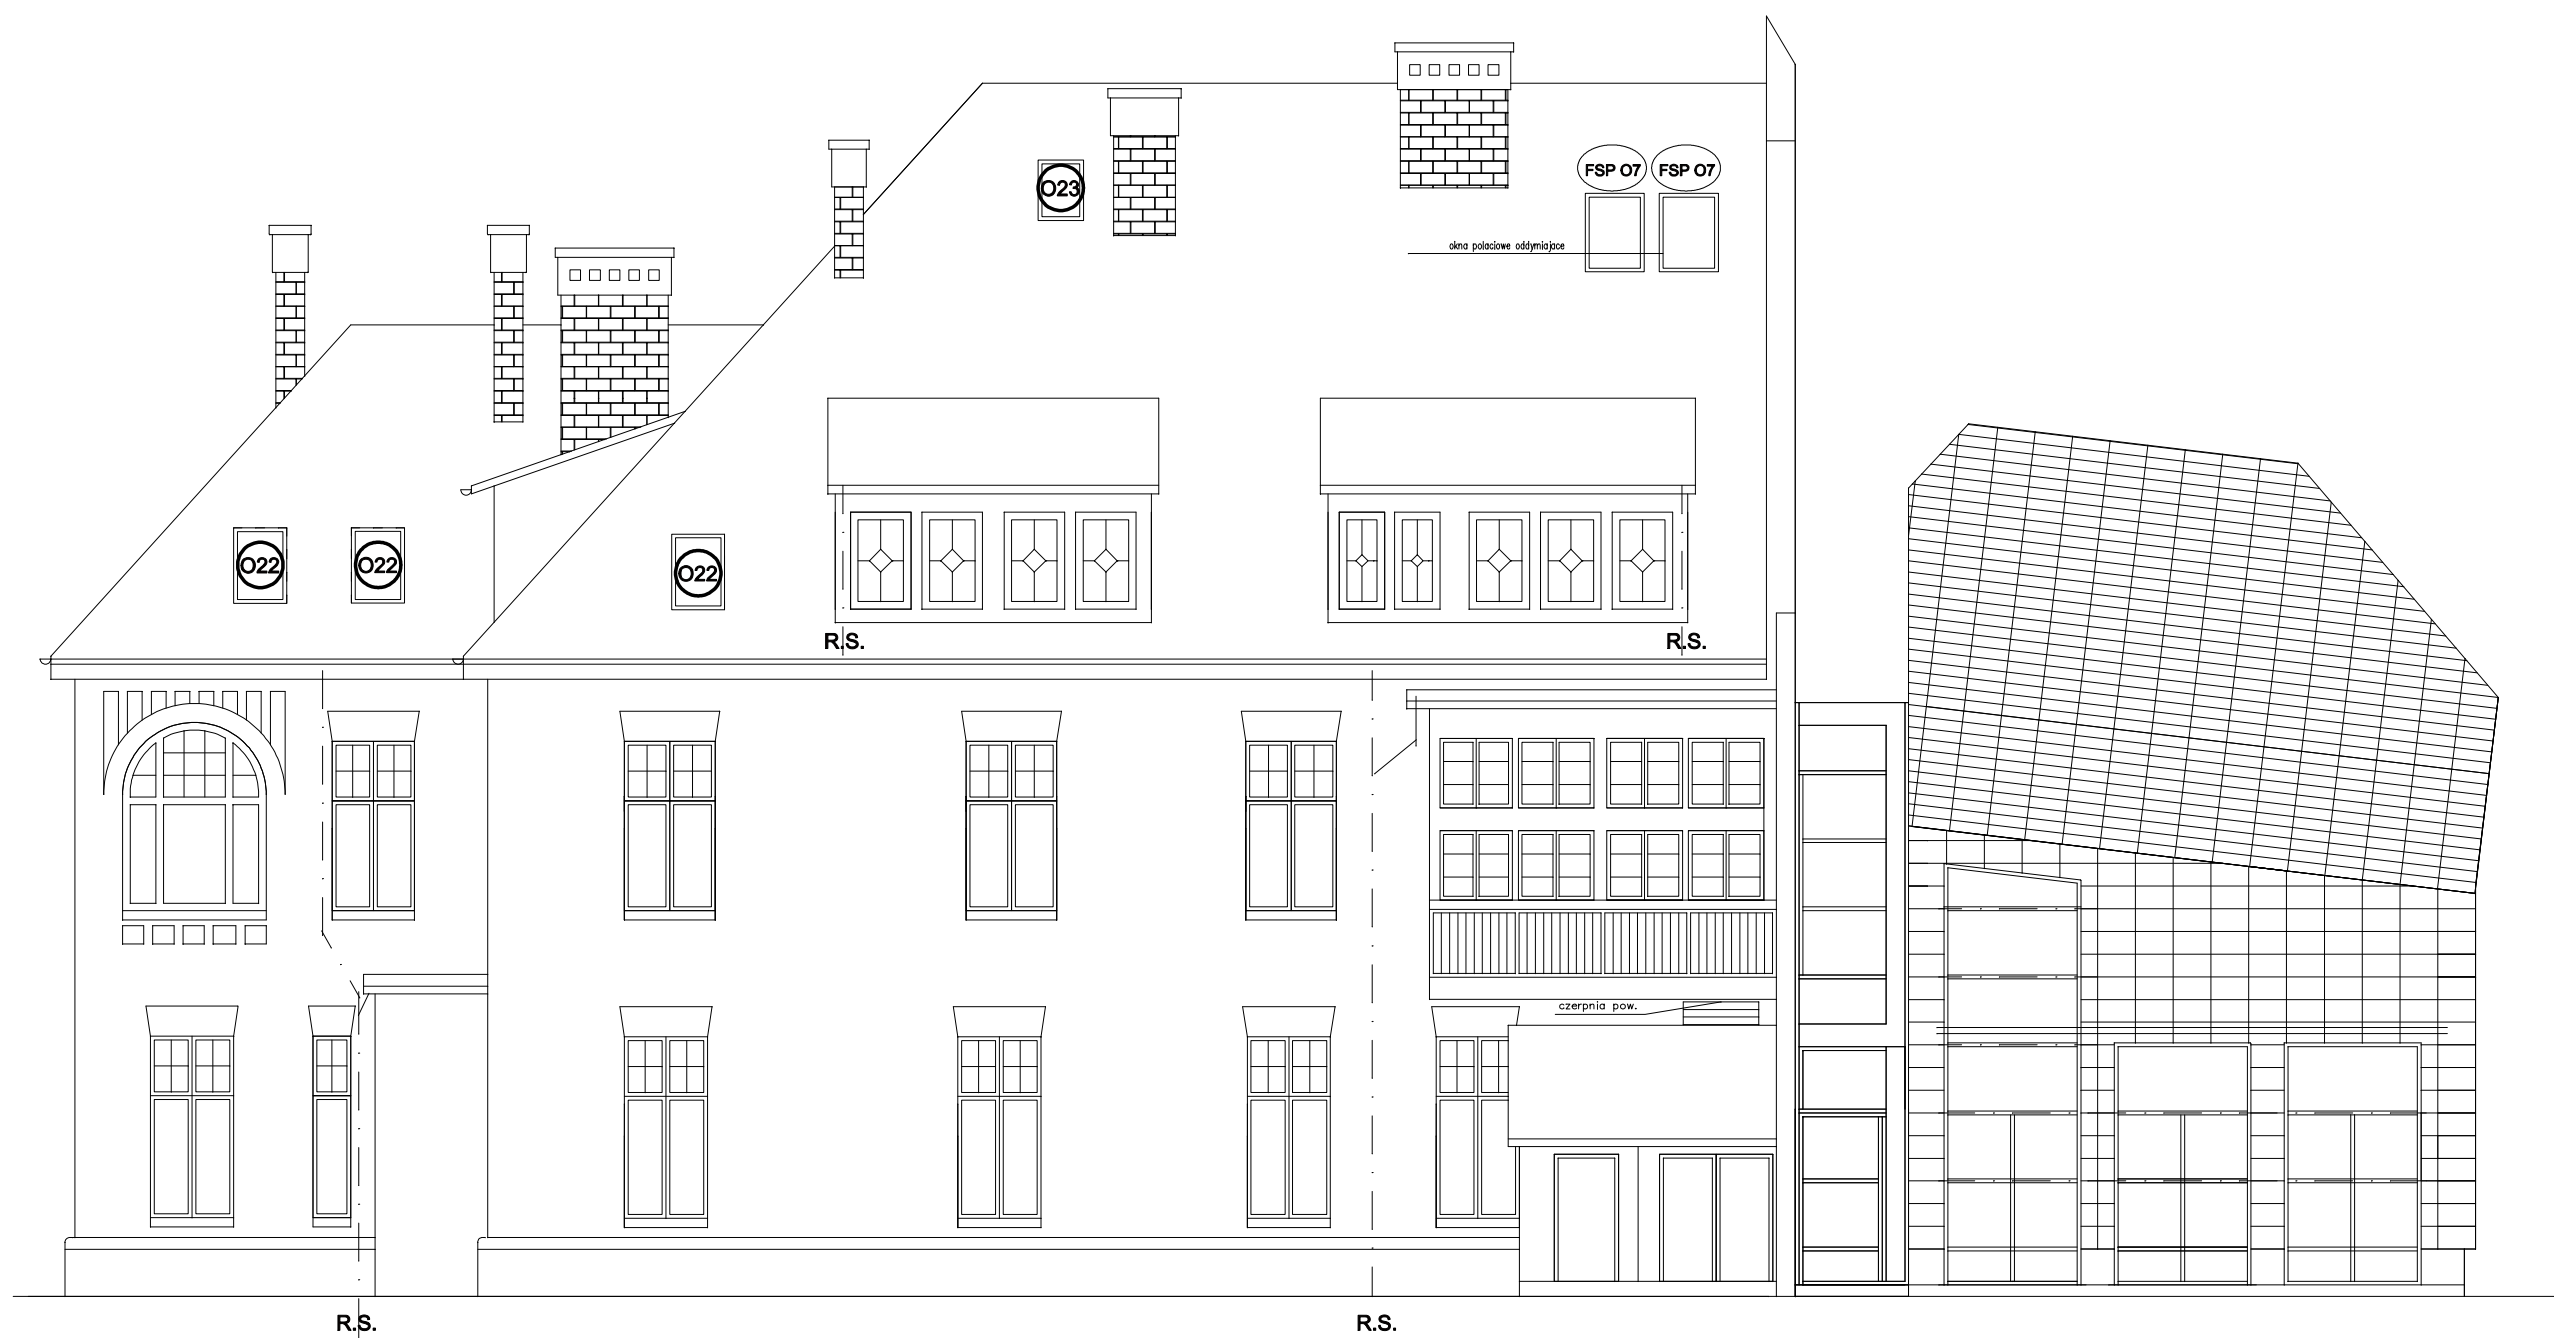 FSP O7 FSP O7
O23
okna polaciowe oddymiajace
O22 O22 O22
R.S. R.S.
czerpnia pow.
R.S. R.S.